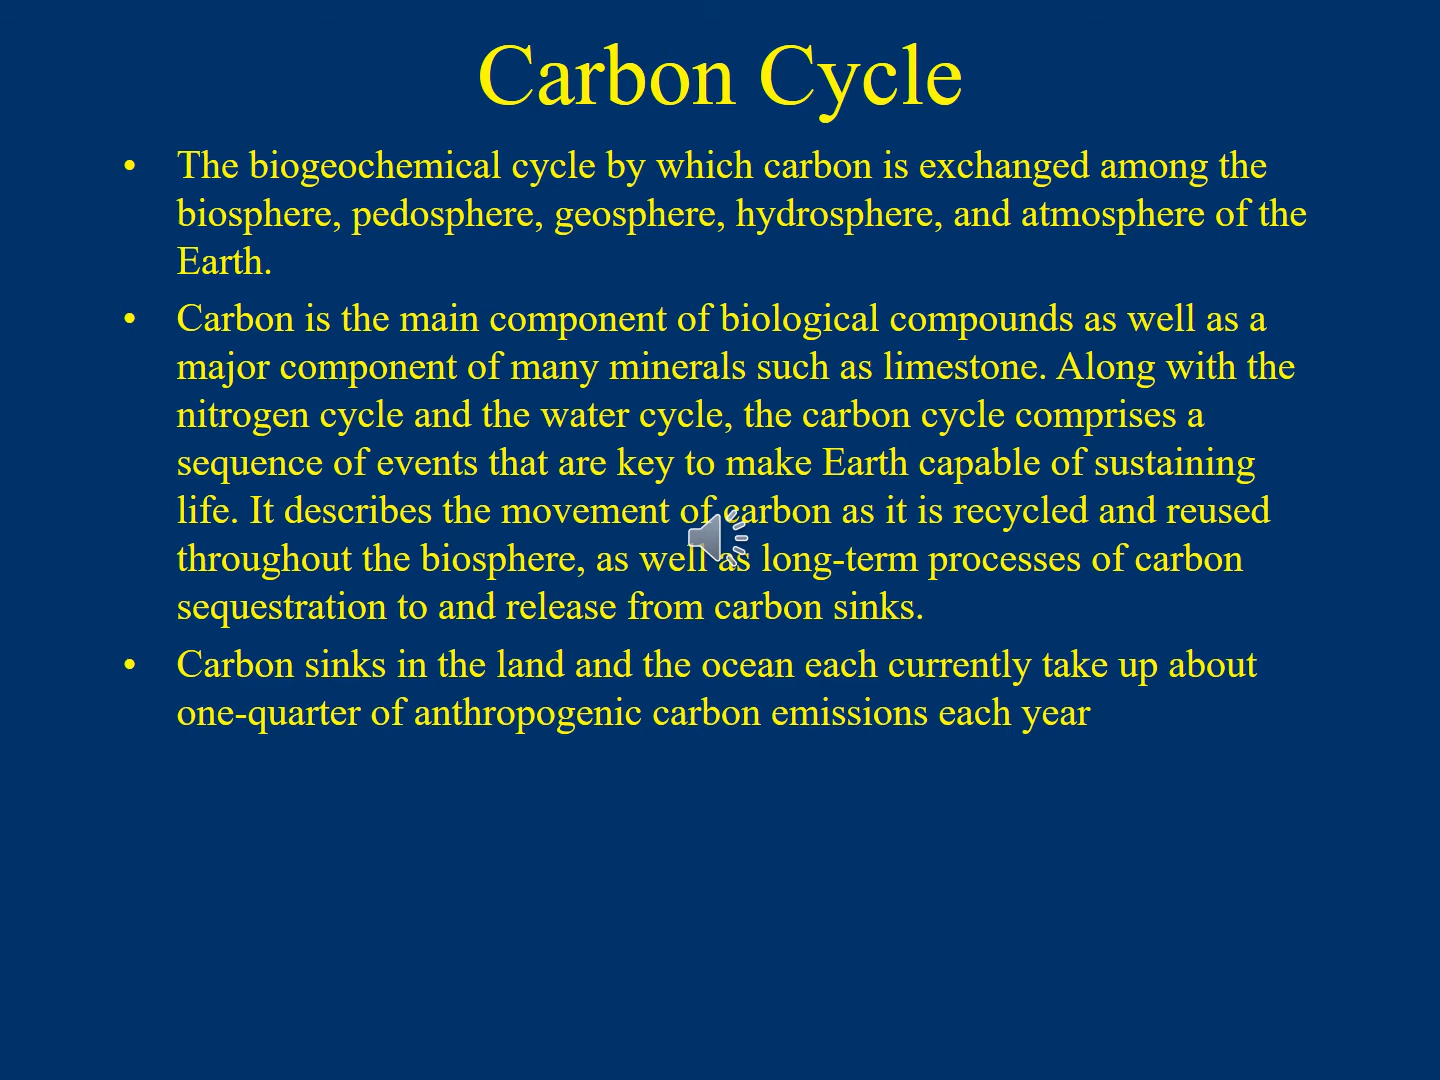 Carbon Cycle
• The biogeochemical cycle by which carbon is exchanged among the
biosphere, pedosphere, geosphere, hydrosphere, and atmosphere of the
Earth.
• Carbon is the main component of biological compounds as well as a
major component of many minerals such as limestone. Along with the
nitrogen cycle and the water cycle, the carbon cycle comprises a
sequence of events that are key to make Earth capable of sustaining
life. It describes the movement of carbon as it is recycled and reused
throughout the biosphere, as well as long-term processes of carbon
sequestration to and release from carbon sinks.
• Carbon sinks in the land and the ocean each currently take up about
one-quarter of anthropogenic carbon emissions each year